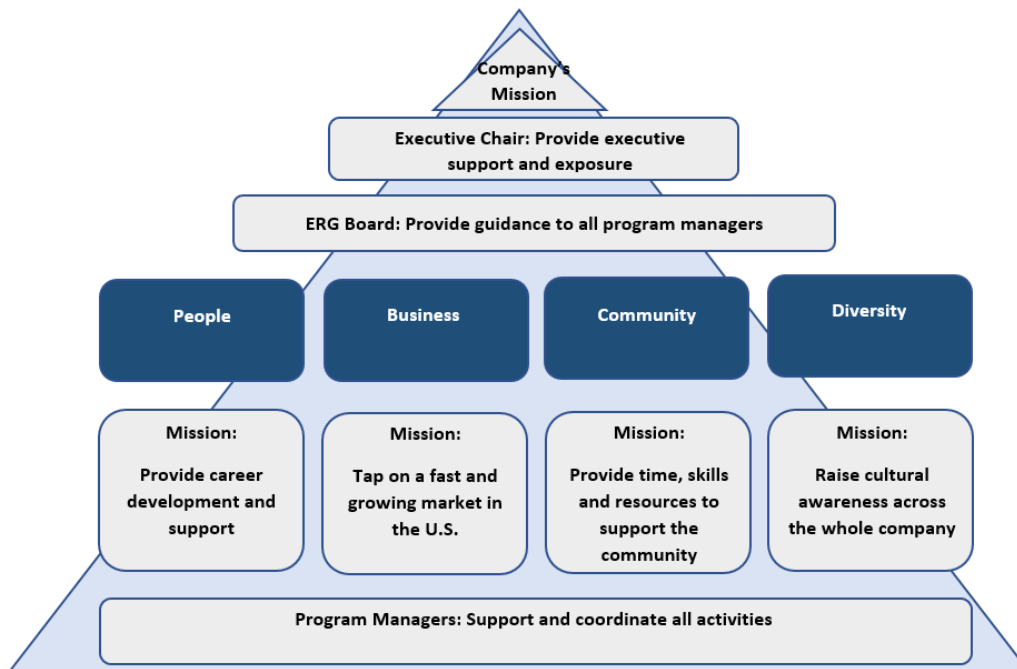 Company's
Mission
Executive Chair: Provide executive
support and exposure
ERG Board: Provide guidance to all program managers
People
Business
Community
Diversity
Mission:
Provide career
development and
support
Mission:
Tap on a fast and
growing market in
the U.S.
Mission:
Provide time, skills
and resources to
support the
community
Mission:
Raise cultural
awareness across
the whole company
Program Managers: Support and coordinate all activities